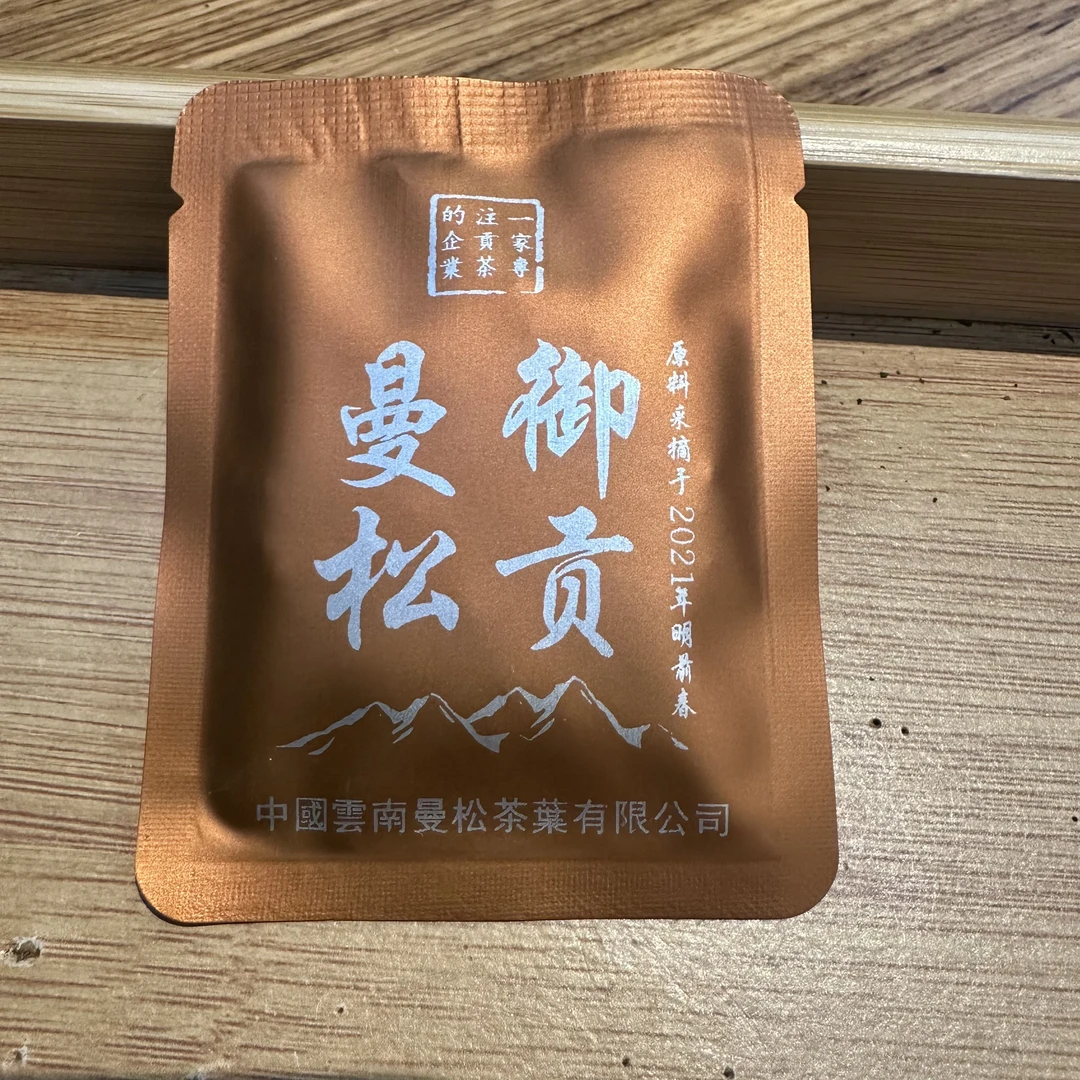 一家專
注貢茶
的企業
御贡
曼松
原料采摘于2021年明前春
中國雲南曼松茶葉有限公司